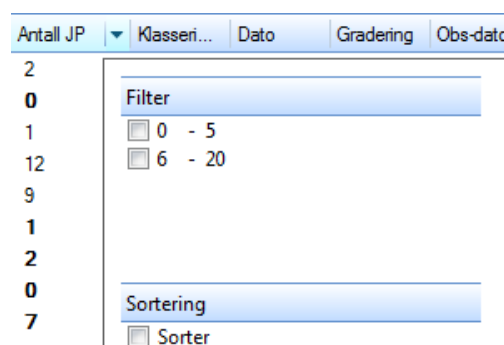 Antall JP Klasseri... Dato Gradering Obs-dato
2
0
1
12
9
1
2
0
7
Filter
0 - 5
6 - 20
Sortering
Sorter